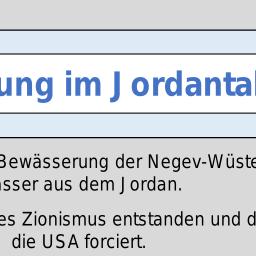 ung im Jordantal
Bewässerung der Negev-Wüste
asser aus dem Jordan.
es Zionismus entstanden und d
die USA forciert.